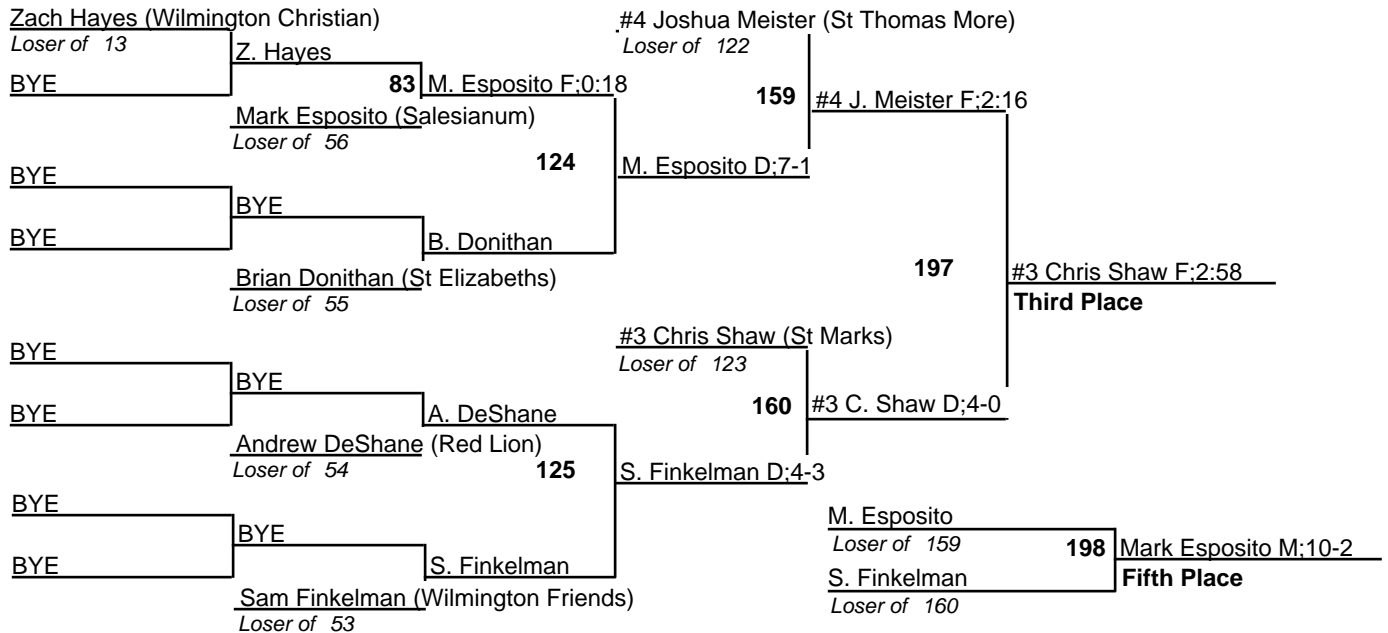 Zach Hayes (Wilmington Christian)
Loser of 13
Z. Hayes
BYE
83
M. Esposito F;0:18
Mark Esposito (Salesianum)
Loser of 56
124
BYE
BYE
BYE
B. Donithan
Brian Donithan (St Elizabeths)
Loser of 55
#4 Joshua Meister (St Thomas More)
Loser of 122
159
#4 J. Meister F;2:16
M. Esposito D;7-1
197
#3 Chris Shaw F;2:58
Third Place
BYE
BYE
BYE
A. DeShane
Andrew DeShane (Red Lion)
Loser of 54
125
BYE
BYE
BYE
S. Finkelman
Sam Finkelman (Wilmington Friends)
Loser of 53
#3 Chris Shaw (St Marks)
Loser of 123
160
#3 C. Shaw D;4-0
S. Finkelman D;4-3
M. Esposito
Loser of 159
198
Mark Esposito M;10-2
S. Finkelman
Fifth Place
Loser of 160